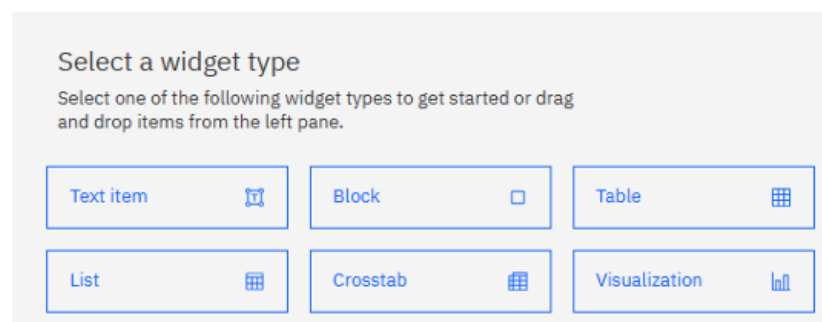 Select a widget type
Select one of the following widget types to get started or drag
and drop items from the left pane.
Text item
Block
Table
List
Crosstab
Visualization